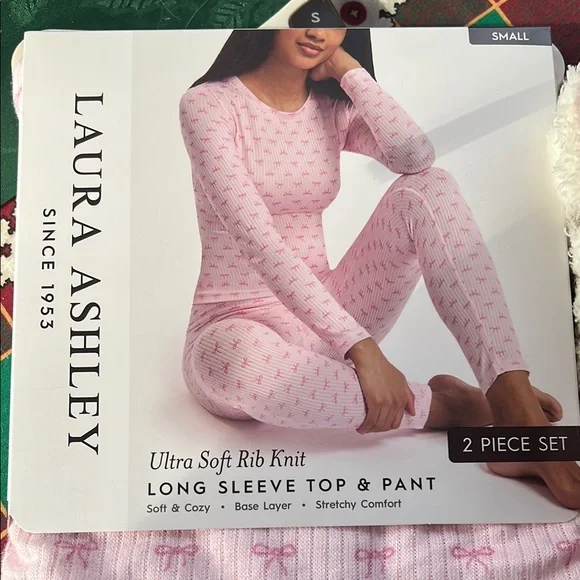 S
SMALL
LAURA ASHLEY
SINCE 1953
2 PIECE SET
Ultra Soft Rib Knit
LONG SLEEVE TOP & PANT
Soft & Cozy • Base Layer • Stretchy Comfort